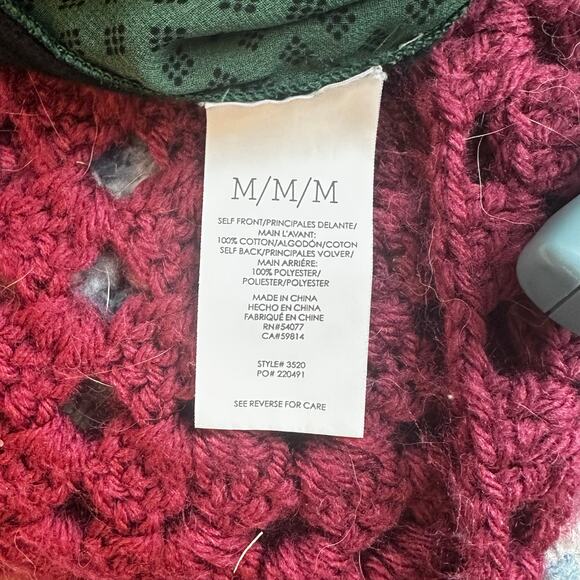 M/M/M
SELF FRONT/PRINCIPALES DELANTE/
MAIN L'AVANT:
100% COTTON/ALGODÓN/COTON
SELF BACK/PRINCIPALES VOLVER/
MAIN ARRIÈRE:
100% POLYESTER/
POLIESTER/POLYESTER
MADE IN CHINA
HECHO EN CHINA
FABRIQUÉ EN CHINE
RN#54077
CA#59814
STYLE# 3520
PO# 220491
SEE REVERSE FOR CARE